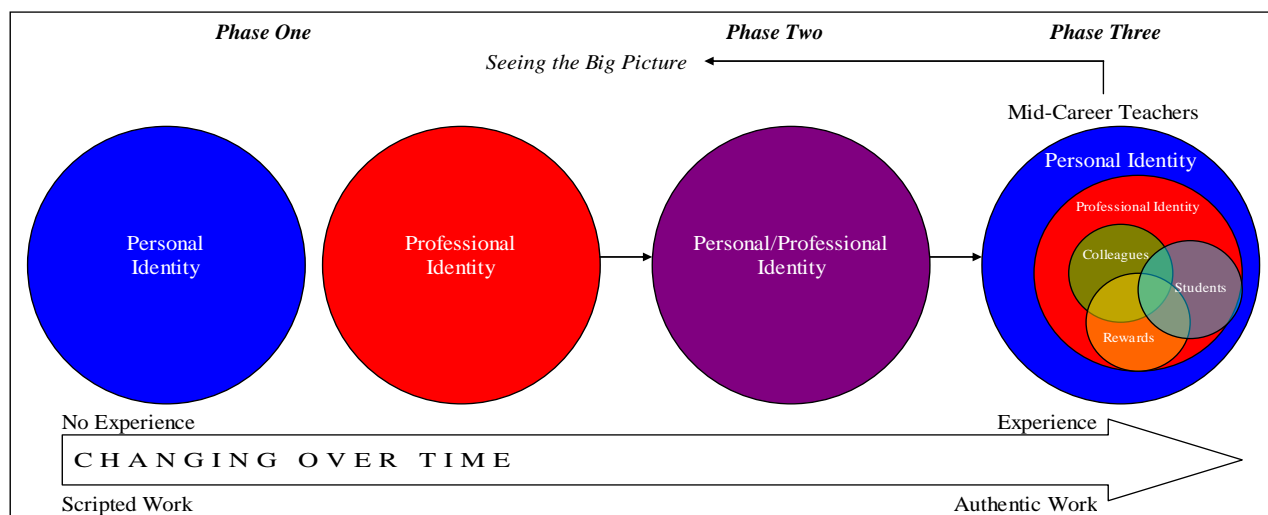 Phase One
Phase Two
Phase Three
Seeing the Big Picture
Mid-Career Teachers
Personal
Identity
Professional
Identity
Personal/Professional
Identity
Personal Identity
Professional Identity
Colleagues
Students
Rewards
No Experience
Experience
CHANGING OVER TIME
Scripted Work
Authentic Work